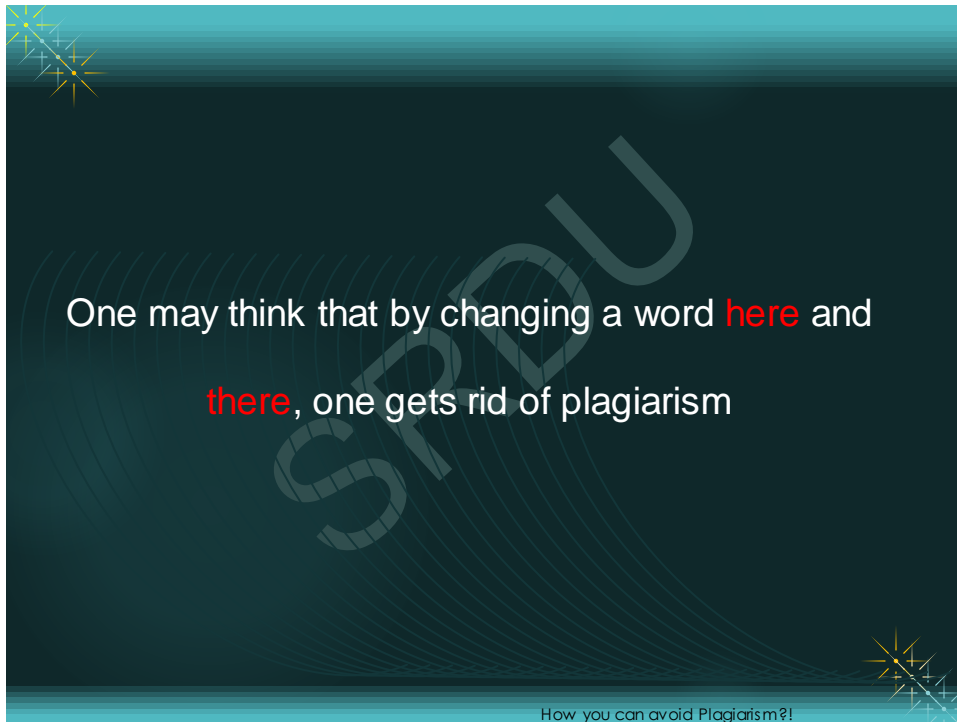 One may think that by changing a word here and
there, one gets rid of plagiarism
SRDU
How you can avoid Plagiarism?!